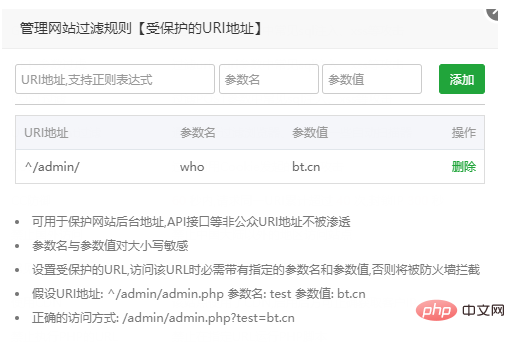 管理网站过滤规则【受保护的URI地址】
URI地址,支持正则表达式 参数名 参数值 添加
URI地址 参数名 参数值 操作
^/admin/ who bt.cn 删除
可用于保护网站后台地址,API接口等非公众URI地址不被渗透
参数名与参数值对大小写敏感
设置受保护的URL,访问该URL时必需带有指定的参数名和参数值,否则将被防火墙拦截
假设URI地址: ^/admin/admin.php 参数名: test 参数值: bt.cn
正确的访问方式: /admin/admin.php?test=bt.cn
php 中文网